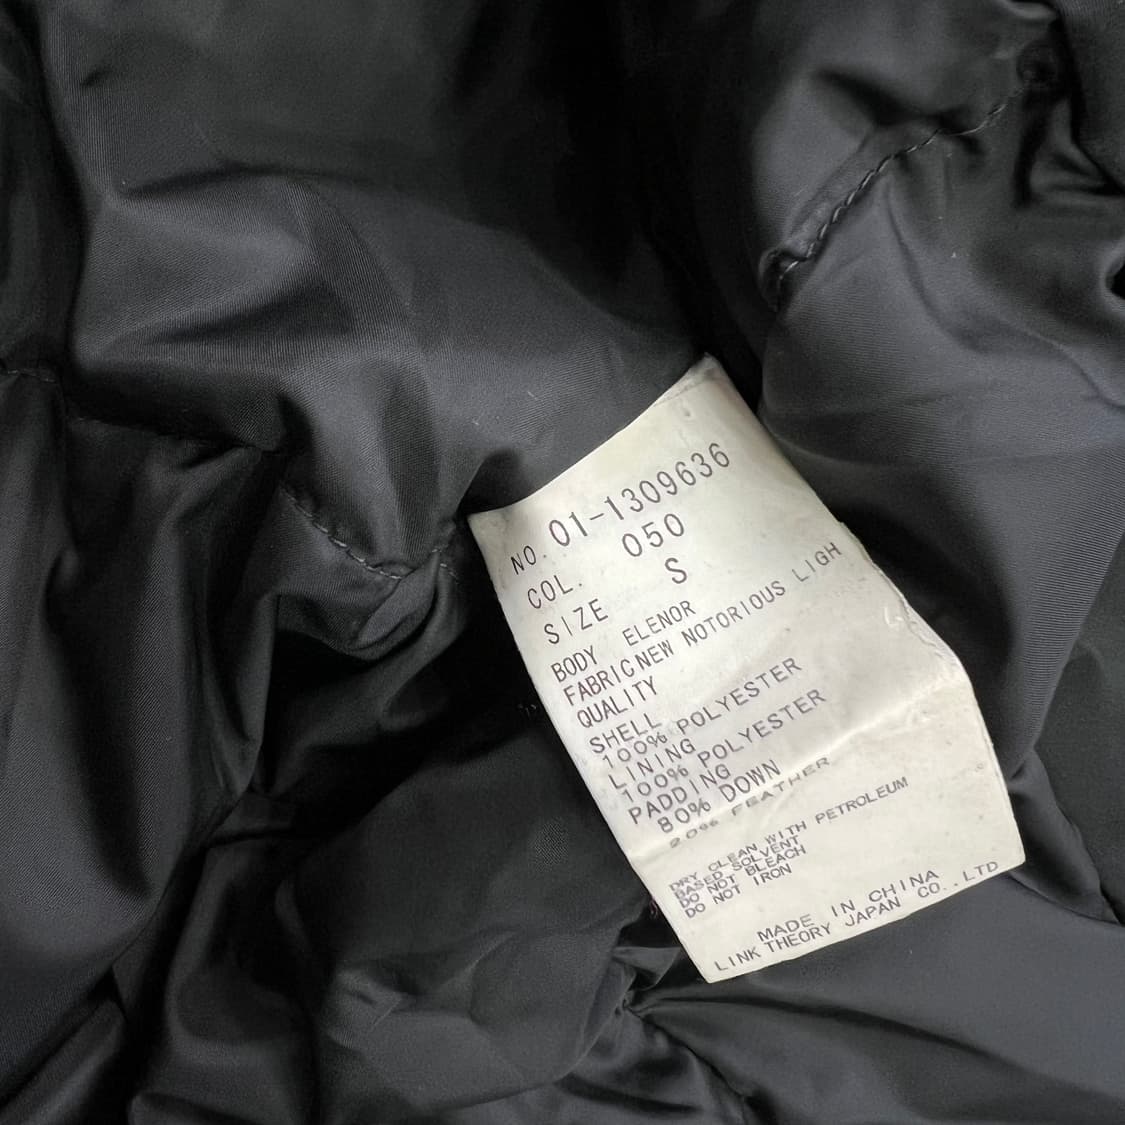 NO. 01-1309636
COL. 050
SIZE S
BODY ELENOR
FABRIC NEW NOTORIOUS LIGH
QUALITY
SHELL
100% POLYESTER
LINING
100% POLYESTER
PADDING
80% DOWN
20% FEATHER
DRY CLEAN WITH PETROLEUM
BASED SOLVENT
DO NOT BLEACH
DO NOT IRON
MADE IN CHINA
LINK THEORY JAPAN CO.,LTD